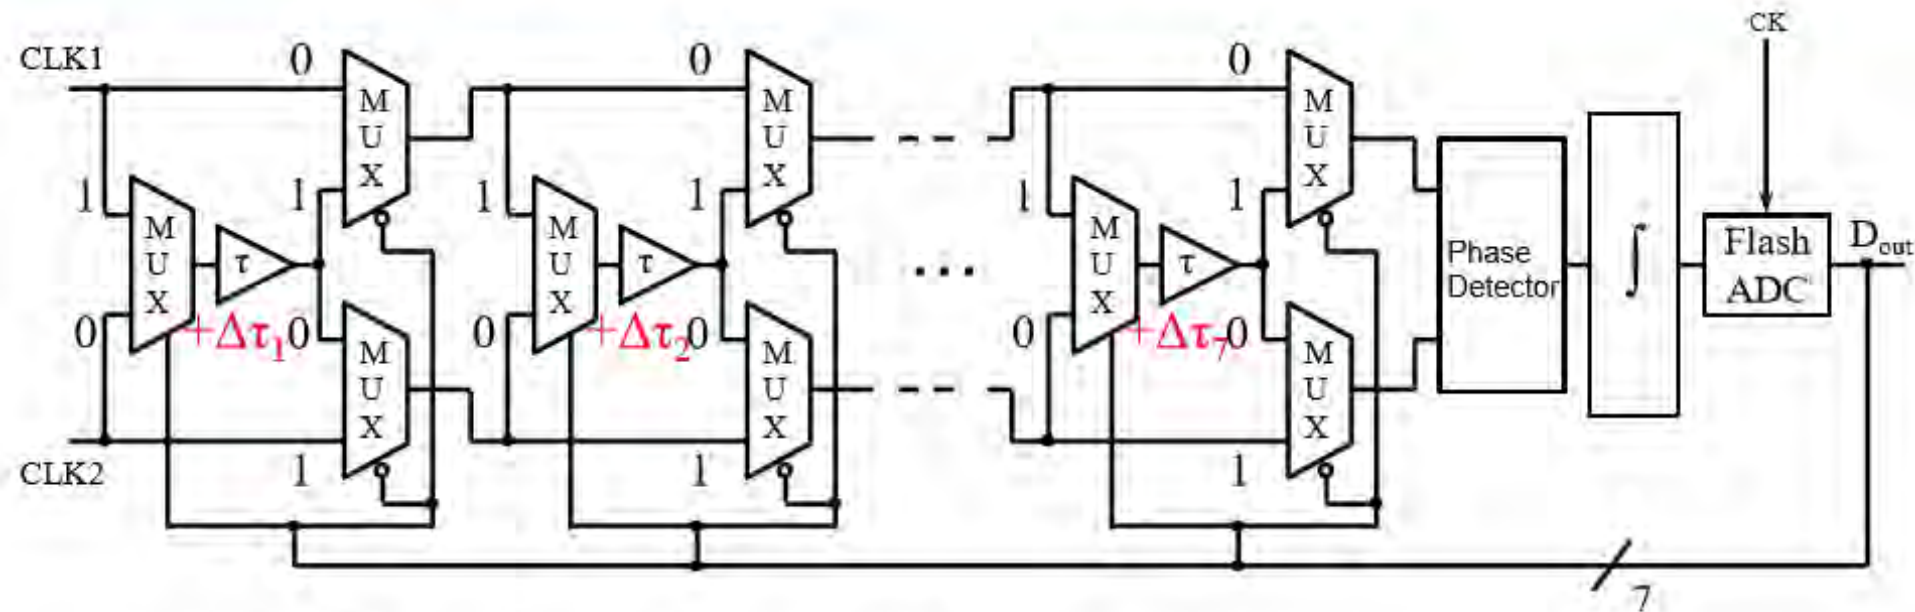 CK
CLK1
0
0
0
M
U
X
M
U
X
M
U
X
1
1
1
1
1
1
M
U
X
τ
M
U
X
τ
...
M
U
X
τ
Phase
Detector
∫
Flash
ADC
Dout
0
+Δτ1
0
0
+Δτ2
0
0
+Δτ7
0
M
U
X
M
U
X
M
U
X
CLK2
1
1
1
7